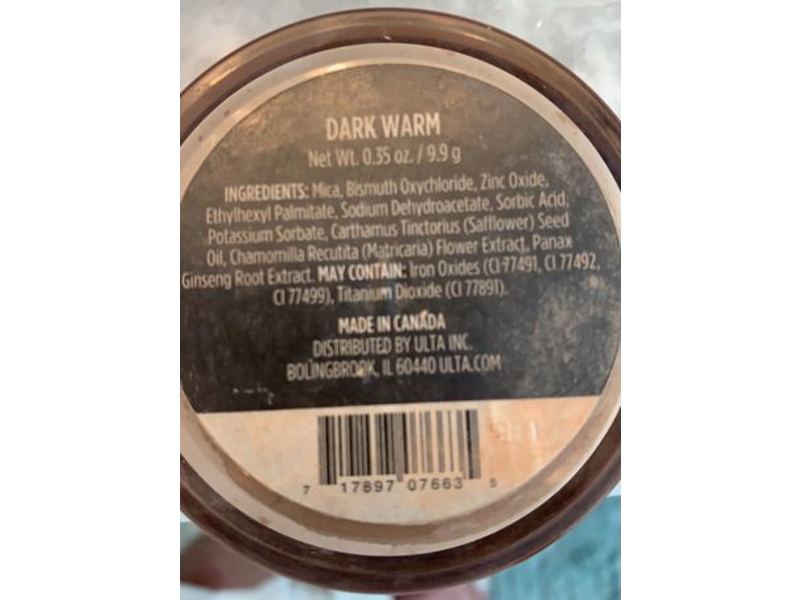 DARK WARM
Net Wt. 0.35 oz. / 9.9 g
INGREDIENTS: Mica, Bismuth Oxychloride, Zinc Oxide,
Ethylhexyl Palmitate, Sodium Dehydroacetate, Sorbic Acid,
Potassium Sorbate, Carthamus Tinctorius (Safflower) Seed
Oil, Chamomilla Recutita (Matricaria) Flower Extract, Panax
Ginseng Root Extract. MAY CONTAIN: Iron Oxides (CI 77491, CI 77492,
CI 77499), Titanium Dioxide (CI 77891).
MADE IN CANADA
DISTRIBUTED BY ULTA INC.
BOLINGBROOK, IL 60440 ULTA.COM
7 17897 07663 5